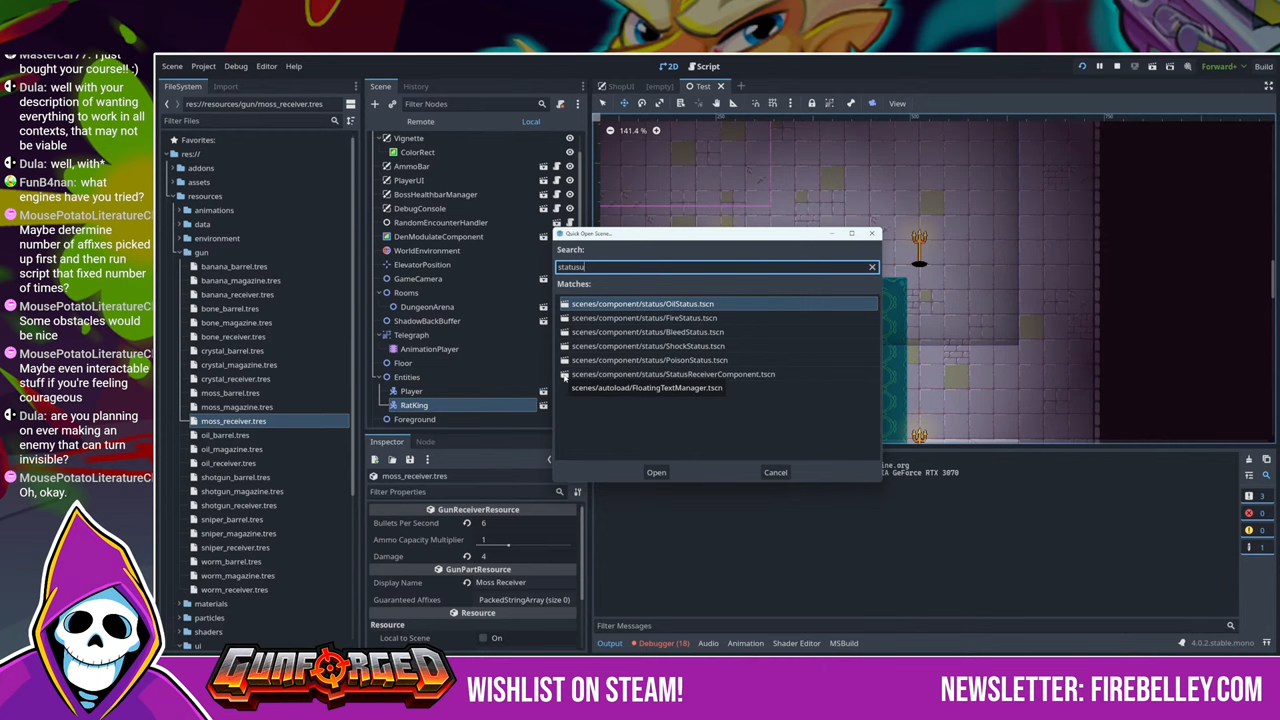 MasterCal77: I just
bought your course!! :)
Dula: well with your
description of wanting
everything to work in all
contexts, that may not
be viable
Dula: well, with*
FunB4nan: what
engines have you tried?
MousePotatoLiteratureC
Maybe determine
number of affixes picked
up first and then run
script that fixed number
of times?
MousePotatoLiteratureC
Some obstacles would
be nice
MousePotatoLiteratureC
Maybe even interactable
stuff if you're feeling
courageous
Dula: are you planning
on ever making an
enemy that can turn
invisible?
MousePotatoLiteratureC
Oh, okay.
Scene Project Debug Editor Help
2D Script
Forward+ Build
FileSystem Import
res://resources/gun/moss_receiver.tres
Filter Files
Favorites:
res://
addons
assets
resources
animations
data
environment
gun
banana_barrel.tres
banana_magazine.tres
banana_receiver.tres
bone_barrel.tres
bone_magazine.tres
bone_receiver.tres
crystal_barrel.tres
crystal_magazine.tres
crystal_receiver.tres
moss_barrel.tres
moss_magazine.tres
moss_receiver.tres
oil_barrel.tres
oil_magazine.tres
oil_receiver.tres
shotgun_barrel.tres
shotgun_magazine.tres
shotgun_receiver.tres
sniper_barrel.tres
sniper_magazine.tres
sniper_receiver.tres
worm_barrel.tres
worm_magazine.tres
worm_receiver.tres
materials
particles
shaders
ui
Scene History
Filter Nodes
Remote Local
Vignette
ColorRect
AmmoBar
PlayerUI
BossHealthbarManager
DebugConsole
RandomEncounterHandler
DenModulateComponent
WorldEnvironment
ElevatorPosition
GameCamera
Rooms
DungeonArena
ShadowBackBuffer
Telegraph
AnimationPlayer
Floor
Entities
Player
RatKing
Foreground
Inspector Node
moss_receiver.tres
Filter Properties
GunReceiverResource
Bullets Per Second 6
Ammo Capacity Multiplier 1
Damage 4
GunPartResource
Display Name Moss Receiver
Guaranteed Affixes PackedStringArray (size 0)
Resource
Local to Scene On
ShopUI [empty] Test
View
141.4 %
250 500 750
Quick Open Scene...
Search:
statusu
Matches:
scenes/component/status/OilStatus.tscn
scenes/component/status/FireStatus.tscn
scenes/component/status/BleedStatus.tscn
scenes/component/status/ShockStatus.tscn
scenes/component/status/PoisonStatus.tscn
scenes/component/status/StatusReceiverComponent.tscn
scenes/autoload/FloatingTextManager.tscn
Open Cancel
ine.org
A GeForce RTX 3070
3
0
0
1
Filter Messages
Output Debugger (18) Audio Animation Shader Editor MSBuild
4.0.2.stable.mono
GUNFORGED
WISHLIST ON STEAM!
NEWSLETTER: FIREBELLEY.COM